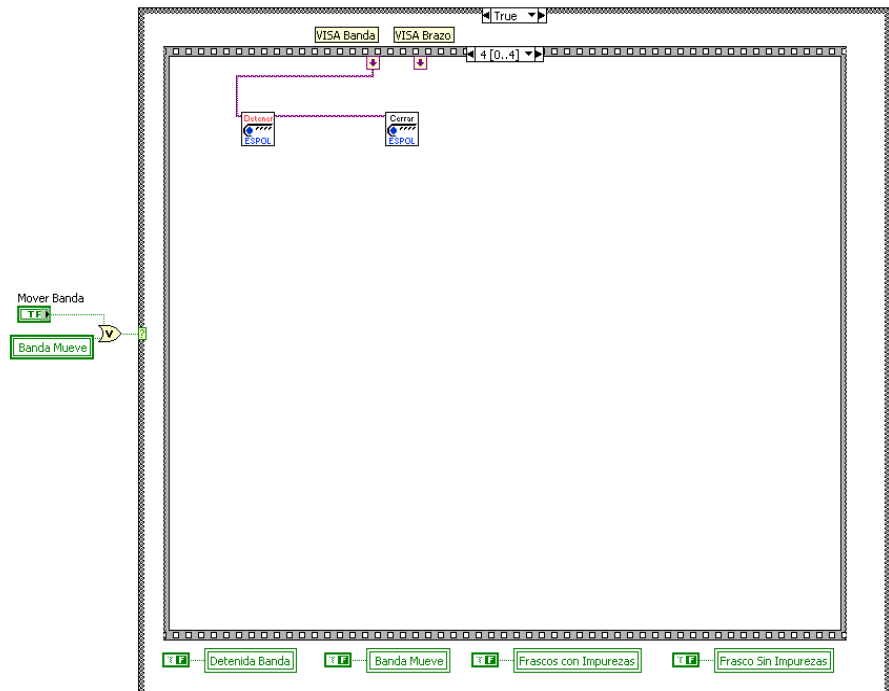 True
VISA Banda
VISA Brazo
4 [0..4]
Detener
ESPOL
Cerrar
ESPOL
Mover Banda
TF
V
Banda Mueve
?
F
Detenida Banda
F
Banda Mueve
F
Frascos con Impurezas
F
Frasco Sin Impurezas